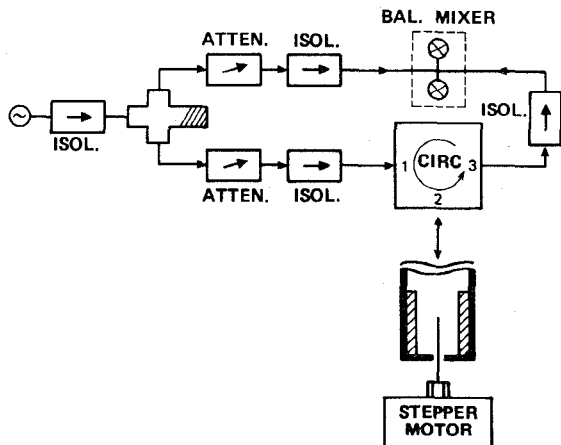 BAL. MIXER
ATTEN.
ISOL.
ISOL.
ISOL.
1 CIRC 3
2
ATTEN.
ISOL.
STEPPER
MOTOR